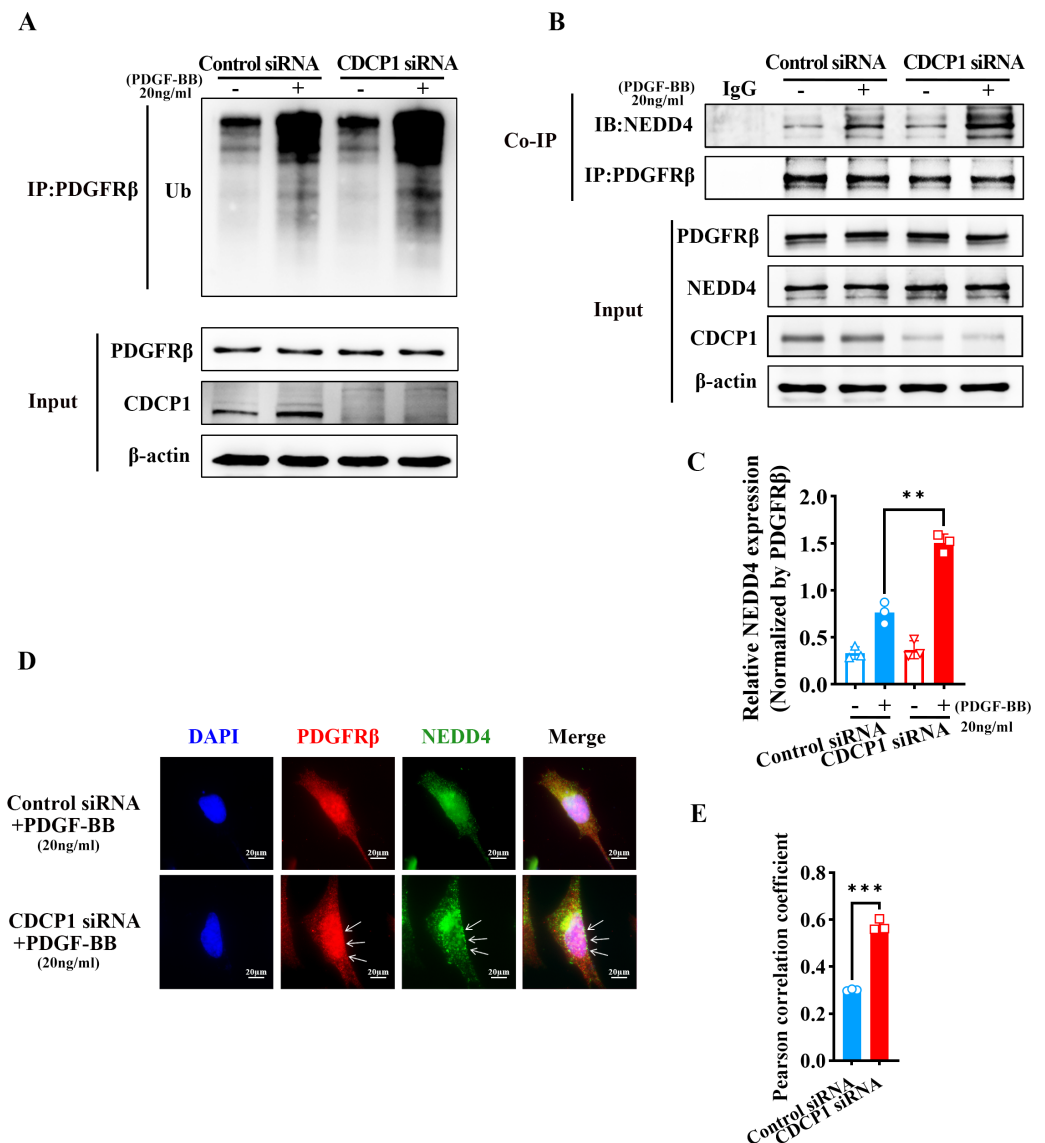 A
Control siRNA CDCP1 siRNA
(PDGF-BB)
20ng/ml
- + - +
IP:PDGFRβ
Ub
Input
PDGFRβ
CDCP1
β-actin
B
Control siRNA CDCP1 siRNA
(PDGF-BB)
20ng/ml
IgG - + - +
Co-IP
IB:NEDD4
IP:PDGFRβ
Input
PDGFRβ
NEDD4
CDCP1
β-actin
C
Relative NEDD4 expression
(Normalized by PDGFRβ)
2.0
1.5
1.0
0.5
0.0
**
- + - + (PDGF-BB)
20ng/ml
Control siRNA
CDCP1 siRNA
D
DAPI PDGFRβ NEDD4 Merge
Control siRNA
+PDGF-BB
(20ng/ml)
20μm 20μm 20μm 20μm
CDCP1 siRNA
+PDGF-BB
(20ng/ml)
20μm 20μm 20μm 20μm
E
Pearson correlation coefficient
0.8
0.6
0.4
0.2
0.0
***
Control siRNA
CDCP1 siRNA